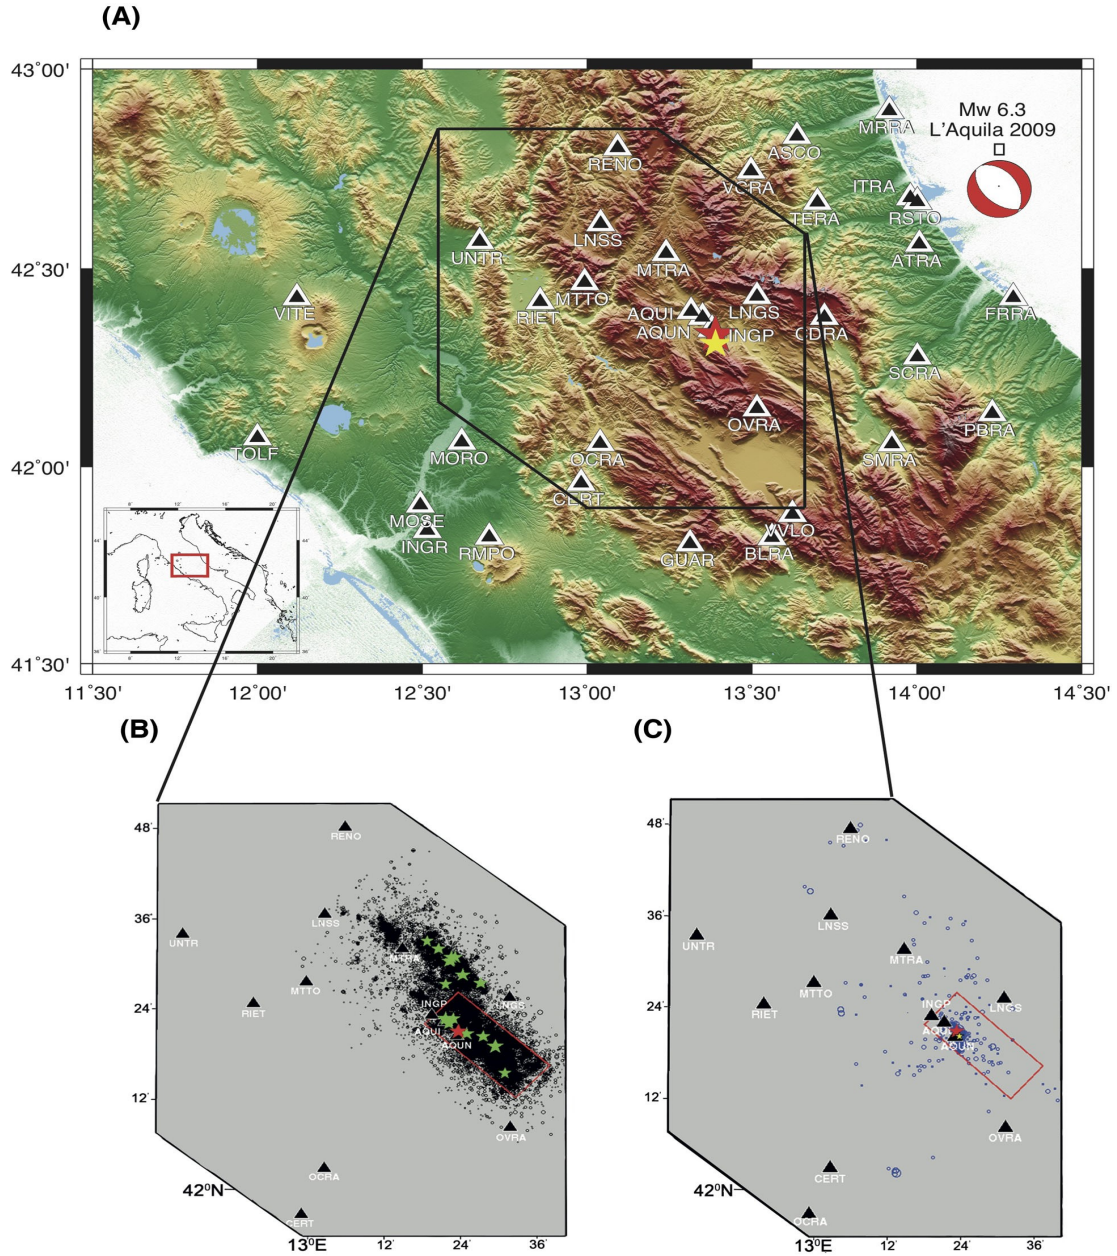 (A)
43°00'
42°30'
42°00'
41°30'
11°30'
12°00'
12°30'
13°00'
13°30'
14°00'
14°30'
Mw 6.3
L'Aquila 2009
MRRA
ASCO
RENO
VCRA
ITRA
TERA
RSTO
LNSS
UNTR
MTRA
ATRA
MTTO
VITE
RIET
AQUI
LNGS
FRRA
AQUN
INGP
CDRA
SCRA
OVRA
PBRA
TOLF
MORO
OCRA
SMRA
CERT
MOSE
INGR
RMPO
VVLO
GUAR
BLRA
(B)
48'
36'
24'
12'
42°N
13°E
12'
24'
36'
RENO
LNSS
UNTR
MTRA
MTTO
RIET
INGP
LNGS
AQUI
AQUN
OVRA
OCRA
CERT
(C)
48'
36'
24'
12'
42°N
13°E
12'
24'
36'
RENO
LNSS
UNTR
MTRA
MTTO
RIET
INGP
LNGS
AQUI
AQUN
OVRA
CERT
OCRA